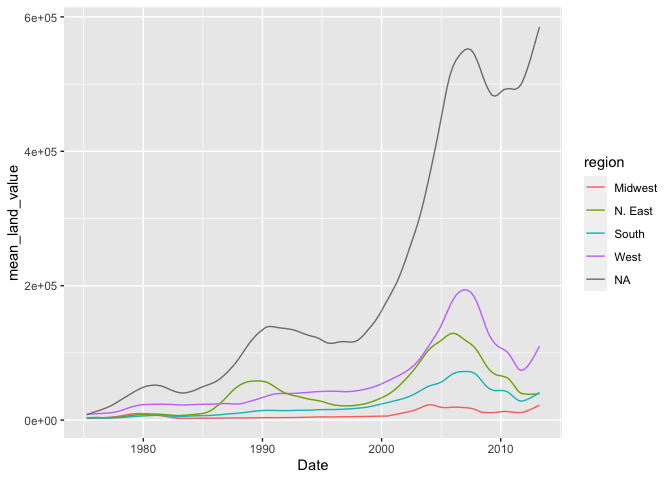 6e+05
4e+05
2e+05
0e+00
mean_land_value
1980
1990
2000
2010
Date
region
Midwest
N. East
South
West
NA